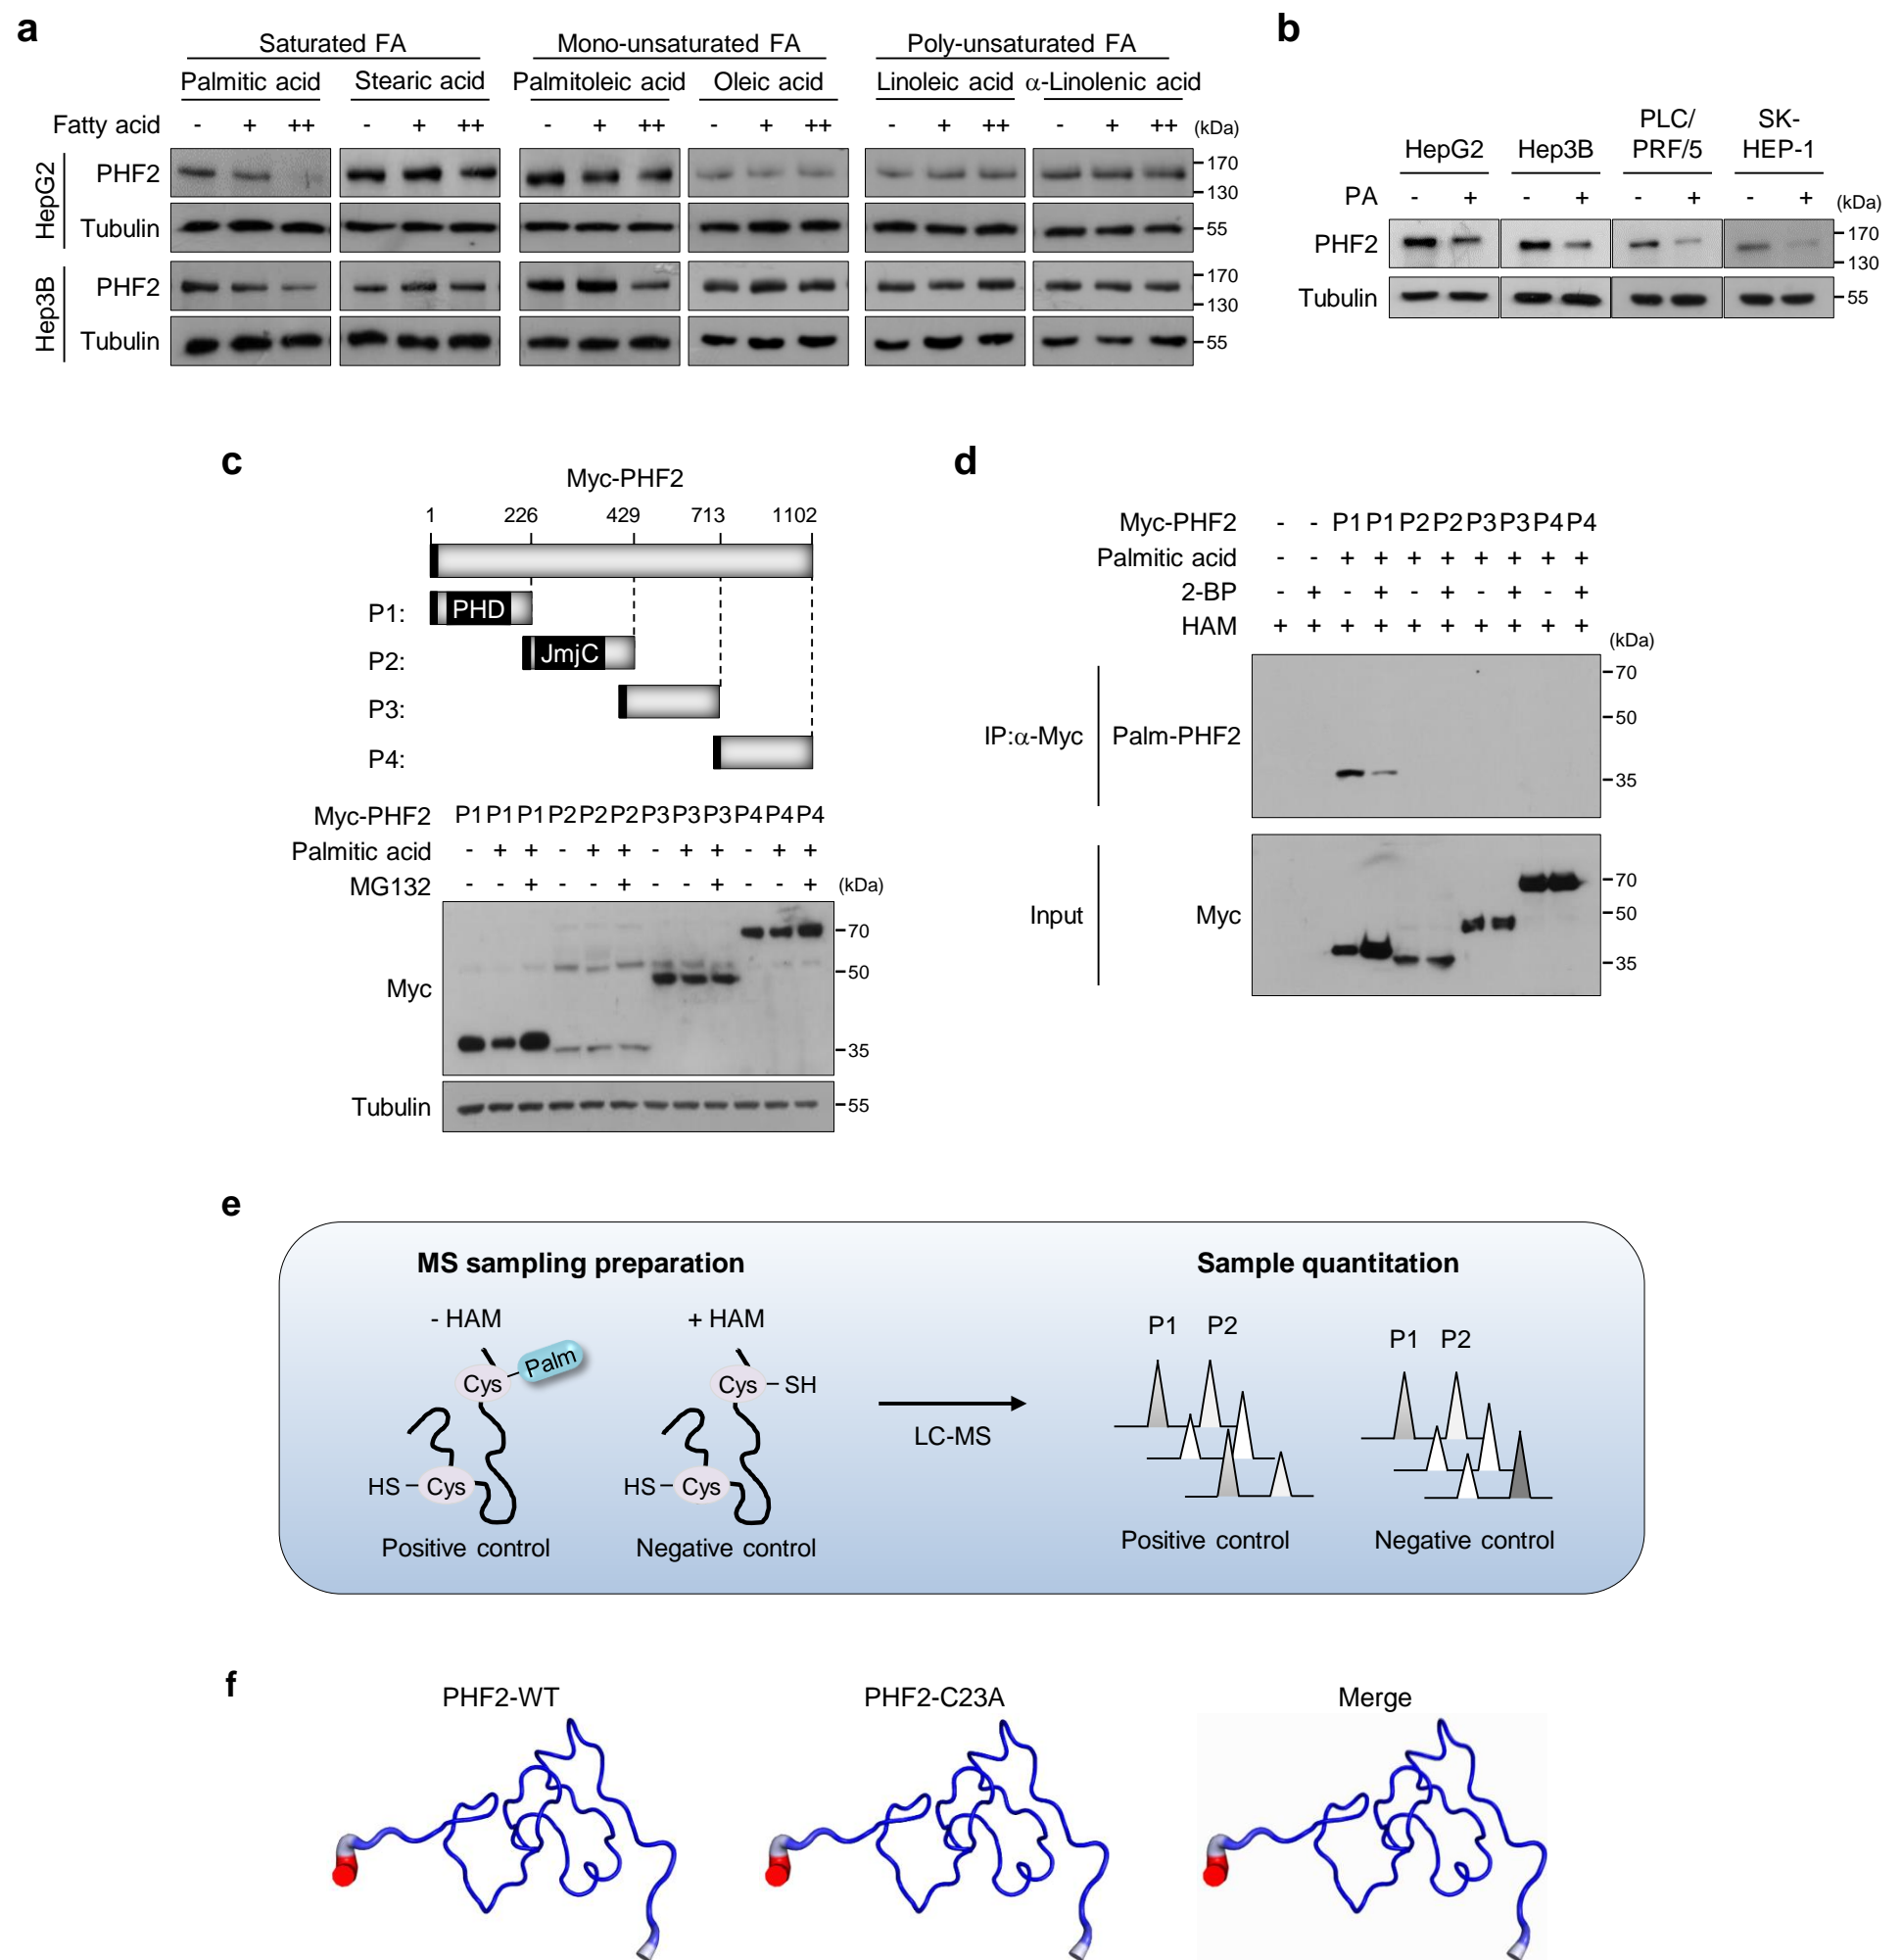 a
Saturated FA
Mono-unsaturated FA
Poly-unsaturated FA
Palmitic acid
Stearic acid
Palmitoleic acid
Oleic acid
Linoleic acid
α-Linolenic acid
Fatty acid - + ++ - + ++ - + ++ - + ++ - + ++ - + ++ (kDa)
HepG2
PHF2
170
130
Tubulin
55
Hep3B
PHF2
170
130
Tubulin
55
b
HepG2
Hep3B
PLC/
PRF/5
SK-
HEP-1
PA - + - + - + - + (kDa)
PHF2
170
130
Tubulin
55
c
Myc-PHF2
1 226 429 713 1102
P1: PHD
P2: JmjC
P3:
P4:
Myc-PHF2 P1 P1 P1 P2 P2 P2 P3 P3 P3 P4 P4 P4
Palmitic acid - + + - + + - + + - + +
MG132 - - + - - + - - + - - + (kDa)
Myc
70
50
35
Tubulin
55
d
Myc-PHF2 - - P1 P1 P2 P2 P3 P3 P4 P4
Palmitic acid - - + + + + + + + +
2-BP - + - + - + - + - +
HAM + + + + + + + + + +
(kDa)
IP:α-Myc
Palm-PHF2
70
50
35
Input
Myc
70
50
35
e
MS sampling preparation
Sample quantitation
- HAM
+ HAM
Cys Palm
Cys SH
HS Cys
HS Cys
Positive control
Negative control
LC-MS
P1 P2
P1 P2
Positive control
Negative control
f
PHF2-WT
PHF2-C23A
Merge